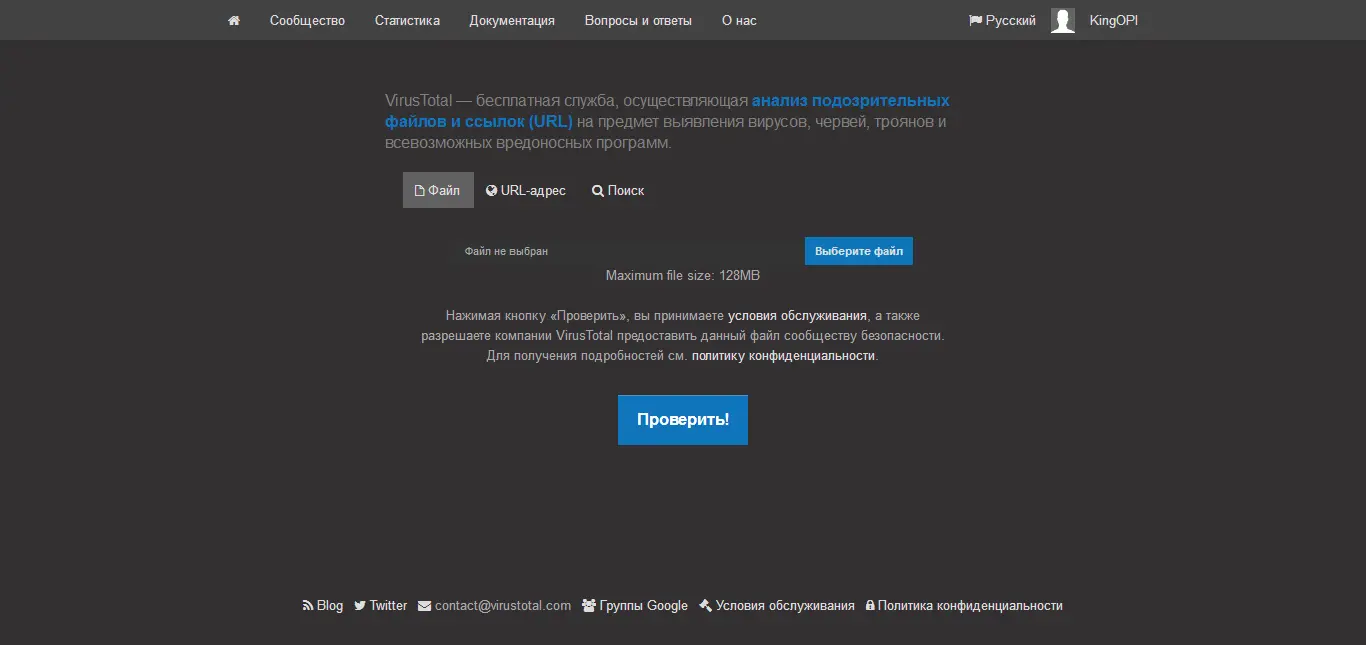 Сообщество Статистика Документация Вопросы и ответы О нас Русский KingOPI
VirusTotal — бесплатная служба, осуществляющая анализ подозрительных
файлов и ссылок (URL) на предмет выявления вирусов, червей, троянов и
всевозможных вредоносных программ.
Файл URL-адрес Поиск
Файл не выбран Выберите файл
Maximum file size: 128MB
Нажимая кнопку «Проверить», вы принимаете условия обслуживания, а также
разрешаете компании VirusTotal предоставить данный файл сообществу безопасности.
Для получения подробностей см. политику конфиденциальности.
Проверить!
Blog Twitter contact@virustotal.com Группы Google Условия обслуживания Политика конфиденциальности